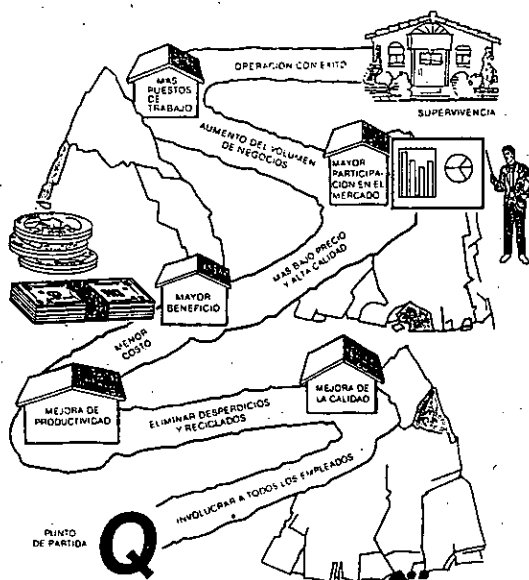 OPERACION CON EXITO
MAS
PUESTOS
DE
TRABAJO
SUPERVIVENCIA
AUMENTO DEL VOLUMEN
DE NEGOCIOS
MAYOR
PARTICIPA-
CION EN EL
MERCADO
MAS BAJO PRECIO
Y ALTA CALIDAD
MAYOR
BENEFICIO
MENOR
COSTO
MEJORA DE
PRODUCTIVIDAD
ELIMINAR DESPERDICIOS
Y RECICLADOS
MEJORA DE
LA CALIDAD
INVOLUCRAR A TODOS LOS EMPLEADOS
PUNTO
DE PARTIDA
Q